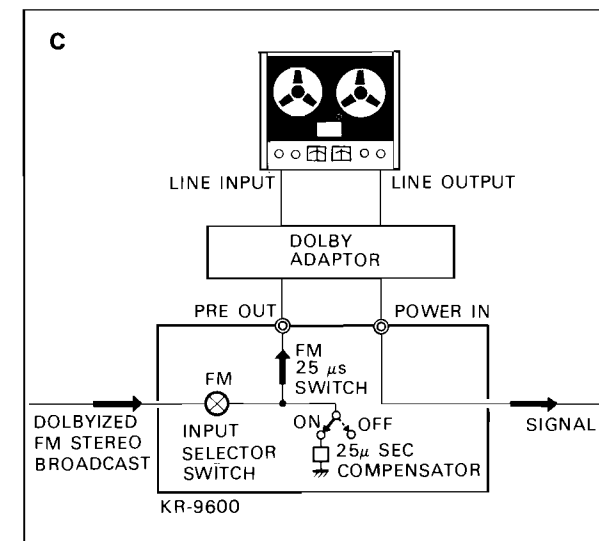 C
LINE INPUT
LINE OUTPUT
DOLBY
ADAPTOR
PRE OUT
POWER IN
FM
25 μs
SWITCH
FM
ON
OFF
DOLBYIZED
FM STEREO
BROADCAST
INPUT
SELECTOR
SWITCH
25μ SEC
COMPENSATOR
SIGNAL
KR-9600